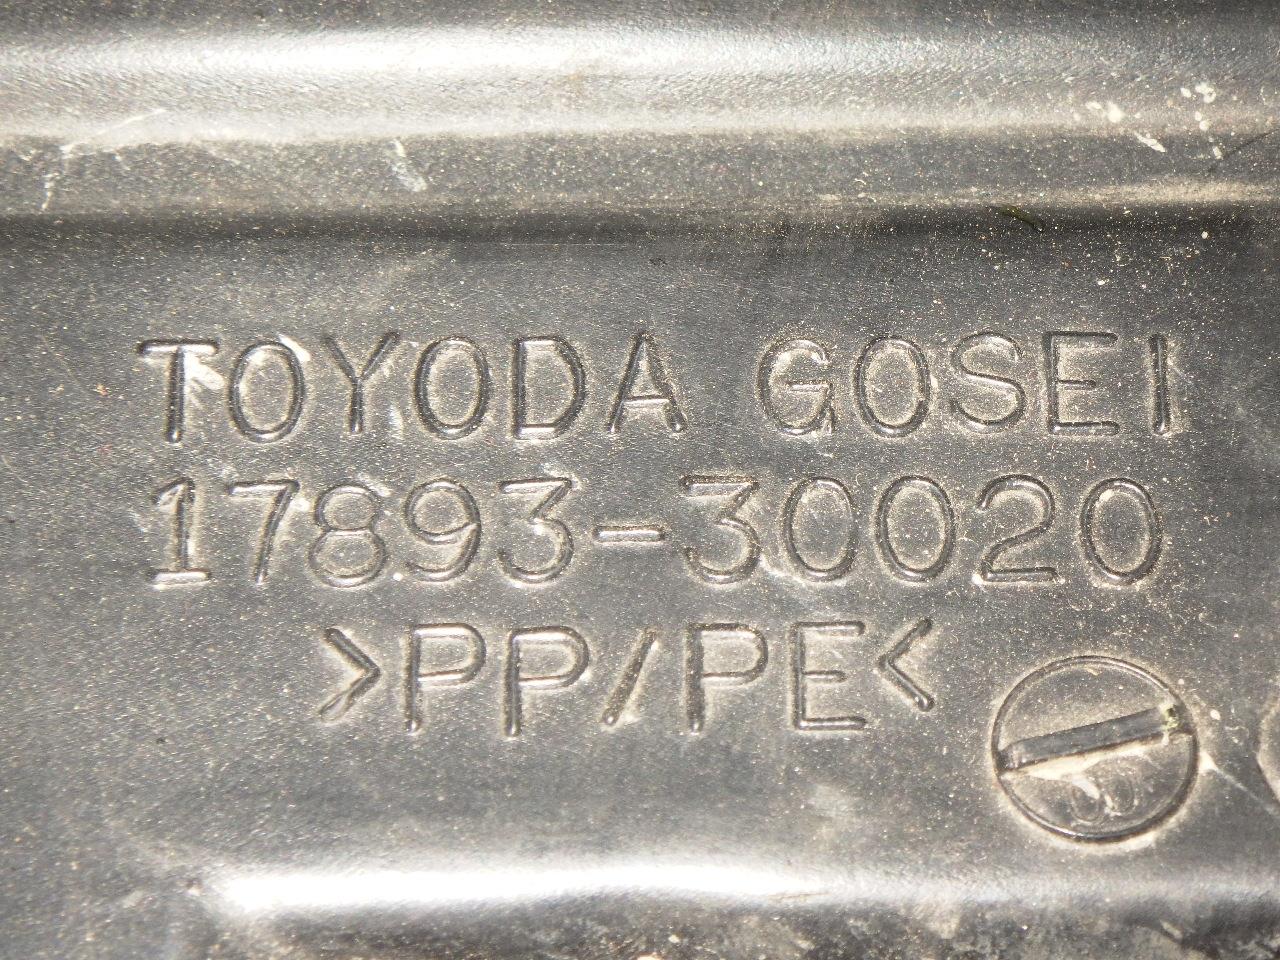 TOYODA GOSEI
17893-30020
>PP/PE<